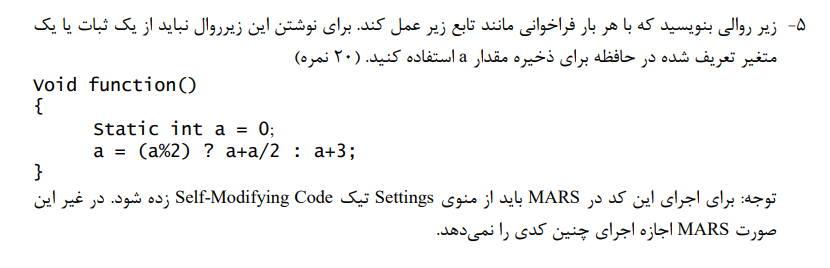 ۵- زیر روالی بنویسید که با هر بار فراخوانی مانند تابع زیر عمل کند. برای نوشتن این زیرروال نباید از یک ثبات یا یک
متغیر تعریف شده در حافظه برای ذخیره مقدار a استفاده کنید. (۲۰ نمره)
Void function()
{
Static int a = 0;
a = (a%2) ? a+a/2 : a+3;
}
توجه: برای اجرای این کد در MARS باید از منوی Settings تیک Self-Modifying Code زده شود. در غیر این
صورت MARS اجازه اجرای چنین کدی را نمی‌دهد.